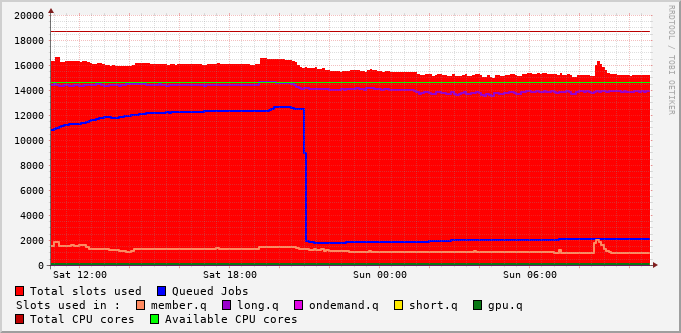 20000
18000
16000
14000
12000
10000
8000
6000
4000
2000
0
Sat 12:00 Sat 18:00 Sun 00:00 Sun 06:00
RRDTOOL / TOBI OETIKER
Total slots used Queued Jobs
Slots used in : member.q long.q ondemand.q short.q gpu.q
Total CPU cores Available CPU cores